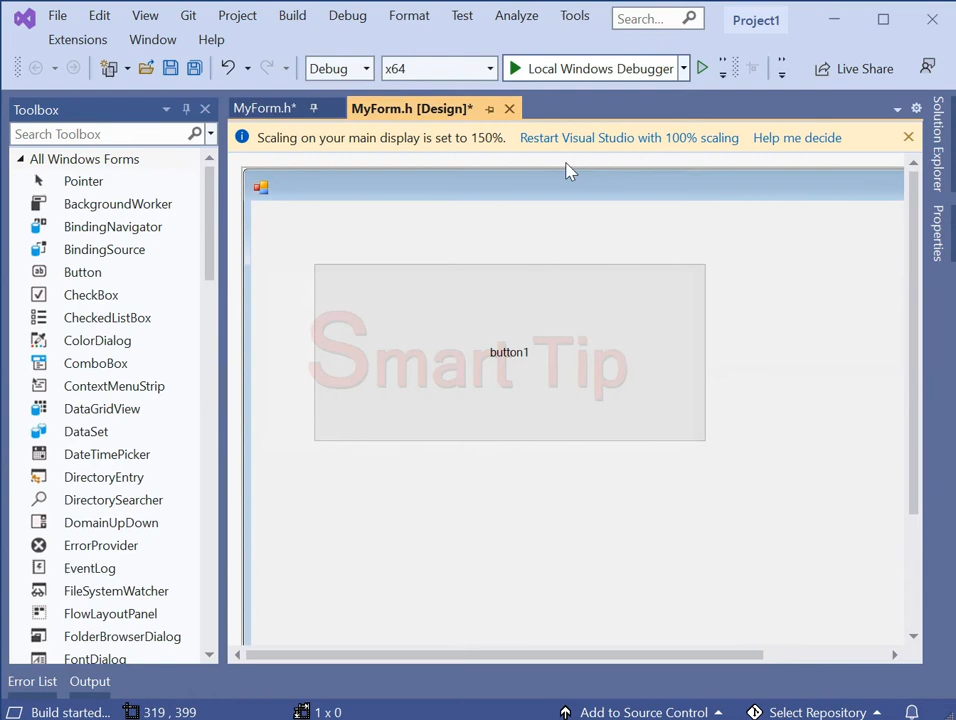 File Edit View Git Project Build Debug Format Test Analyze Tools Search... Project1
Extensions Window Help
Debug x64 Local Windows Debugger Live Share
Toolbox MyForm.h* MyForm.h [Design]*
Search Toolbox
Scaling on your main display is set to 150%. Restart Visual Studio with 100% scaling Help me decide
All Windows Forms
Pointer
BackgroundWorker
BindingNavigator
BindingSource
Button
CheckBox
CheckedListBox
ColorDialog
ComboBox
ContextMenuStrip
DataGridView
DataSet
DateTimePicker
DirectoryEntry
DirectorySearcher
DomainUpDown
ErrorProvider
EventLog
FileSystemWatcher
FlowLayoutPanel
FolderBrowserDialog
FontDialog
button1
Smart Tip
Solution Explorer
Properties
Error List Output
Build started... 319 , 399 1 x 0 Add to Source Control Select Repository